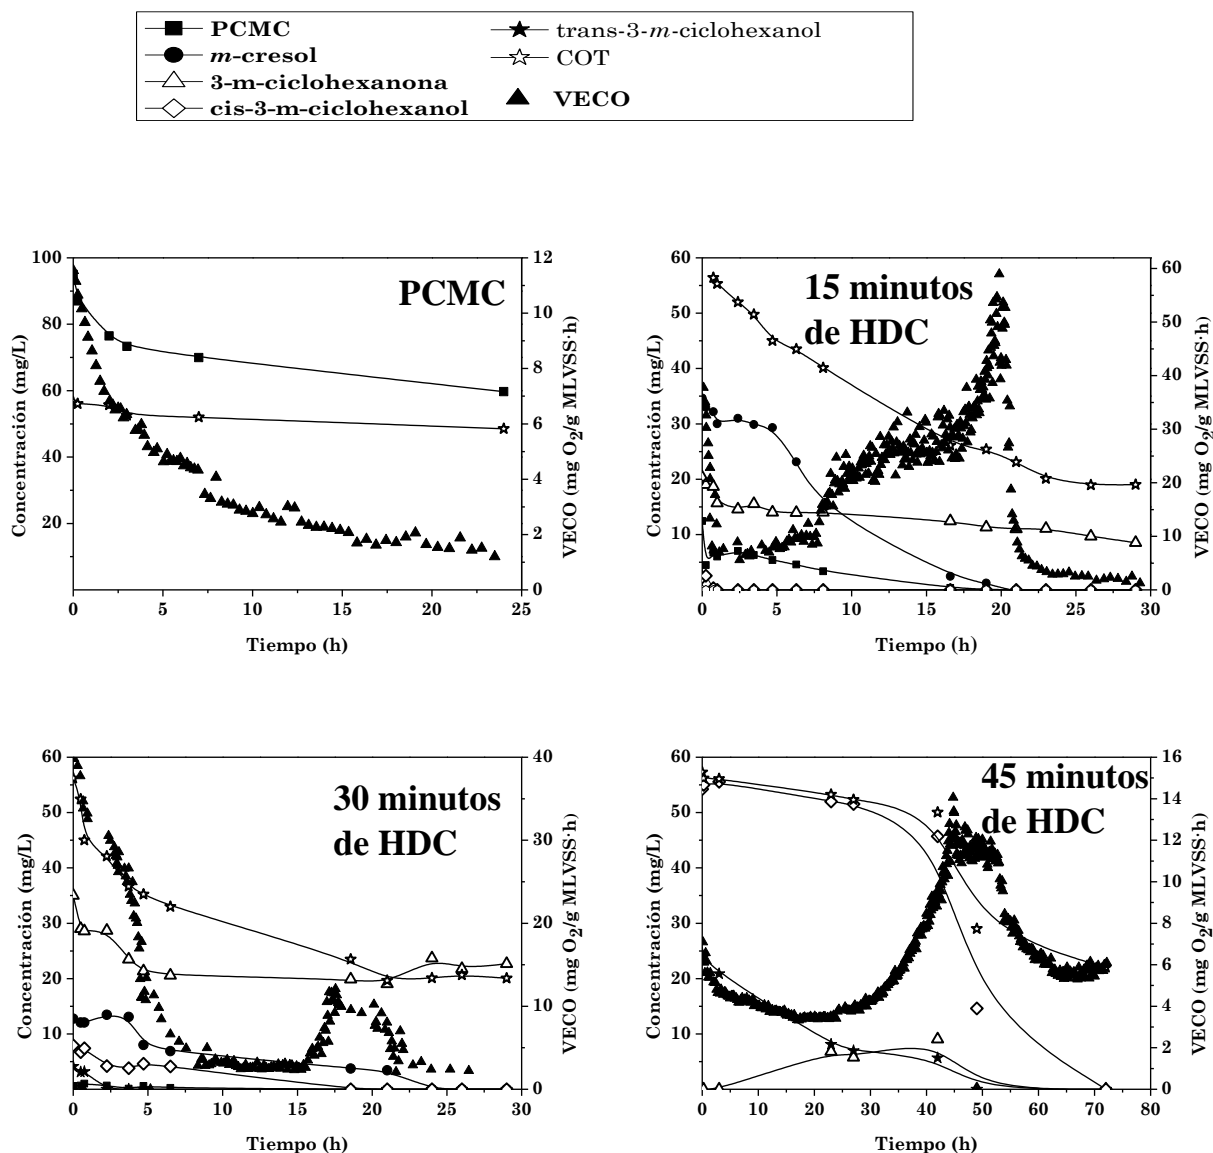 PCMC
m-cresol
3-m-ciclohexanona
cis-3-m-ciclohexanol
trans-3-m-ciclohexanol
COT
VECO
PCMC
Concentración (mg/L)
100
80
60
40
20
12
10
8
6
4
2
0
VECO (mg O2/g MLVSS·h)
0 5 10 15 20 25
Tiempo (h)
15 minutos
de HDC
Concentración (mg/L)
60
50
40
30
20
10
60
50
40
30
20
10
0
VECO (mg O2/g MLVSS·h)
0 5 10 15 20 25 30
Tiempo (h)
30 minutos
de HDC
Concentración (mg/L)
60
50
40
30
20
10
40
30
20
10
0
VECO (mg O2/g MLVSS·h)
0 5 10 15 20 25 30
Tiempo (h)
45 minutos
de HDC
Concentración (mg/L)
60
50
40
30
20
10
16
14
12
10
8
6
4
2
0
VECO (mg O2/g MLVSS·h)
0 10 20 30 40 50 60 70 80
Tiempo (h)